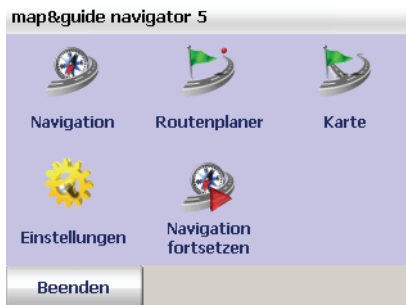 map&guide navigator 5
Navigation
Routenplaner
Karte
Einstellungen
Navigation
fortsetzen
Beenden